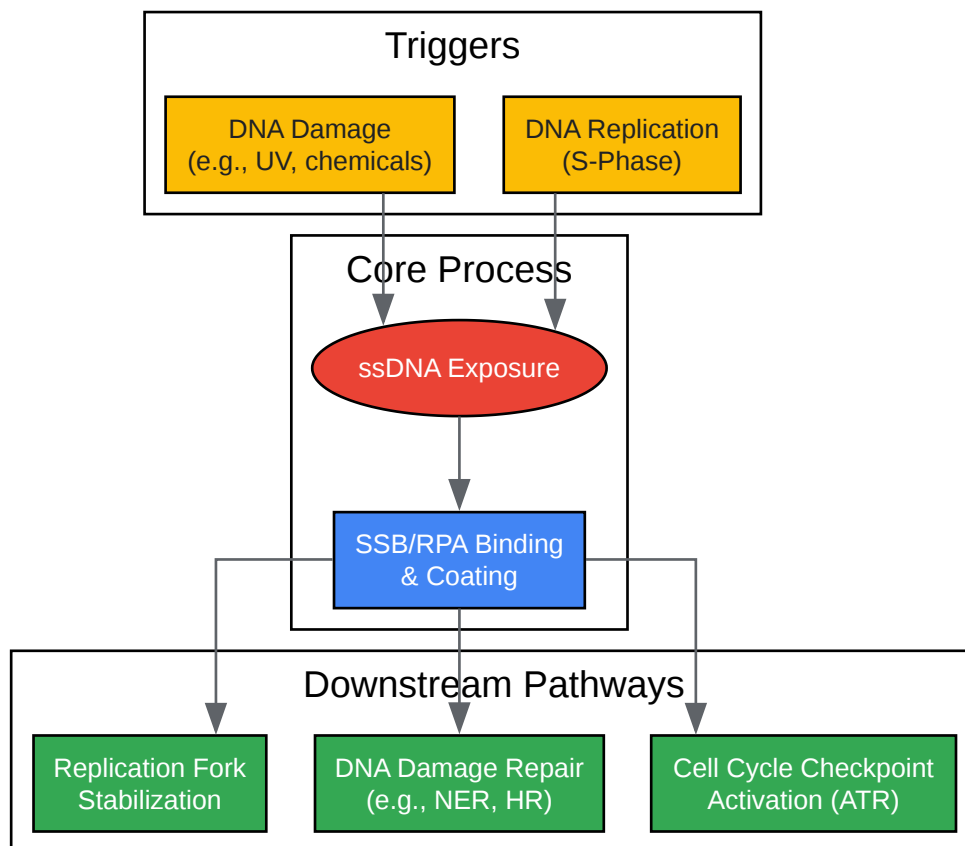 Triggers
DNA Damage
(e.g., UV, chemicals)
DNA Replication
(S-Phase)
Core Process
ssDNA Exposure
SSB/RPA Binding
& Coating
Downstream Pathways
Replication Fork
Stabilization
DNA Damage Repair
(e.g., NER, HR)
Cell Cycle Checkpoint
Activation (ATR)